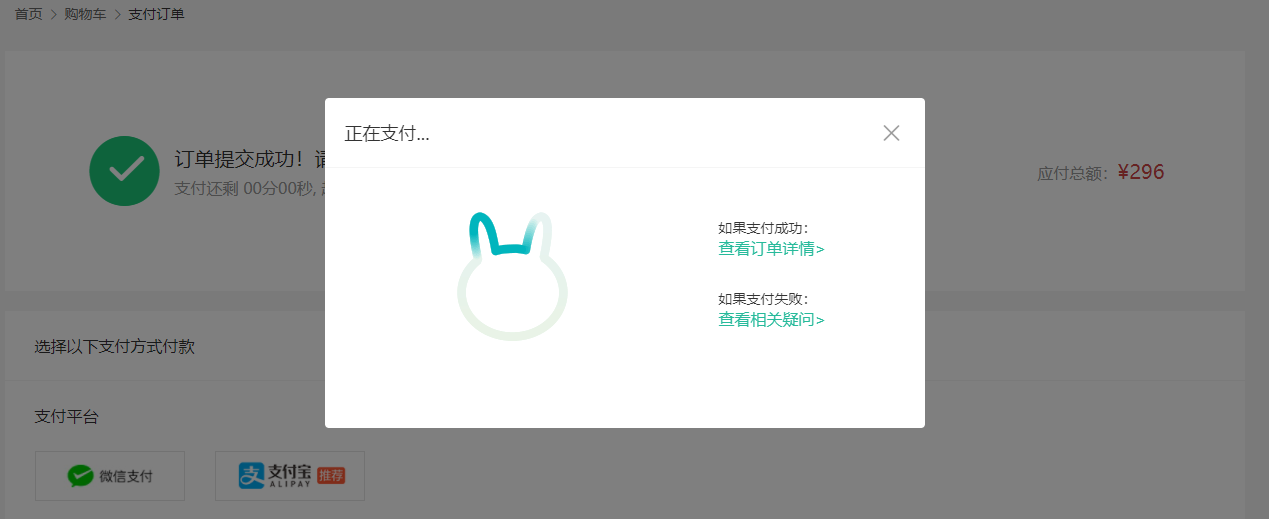 首页 > 购物车 > 支付订单
正在支付...
订单提交成功！请
支付还剩 00分00秒,
应付总额：¥296
如果支付成功：
查看订单详情>
如果支付失败：
查看相关疑问>
选择以下支付方式付款
支付平台
微信支付
支 支付宝 ALIPAY 推荐